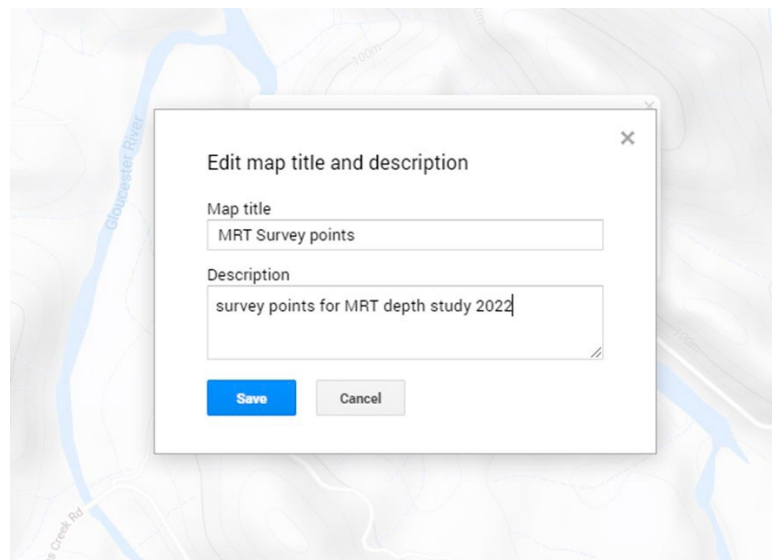 100m
Gloucester River
Edit map title and description
Map title
MRT Survey points
Description
survey points for MRT depth study 2022
Save
Cancel
100m
Creek Rd